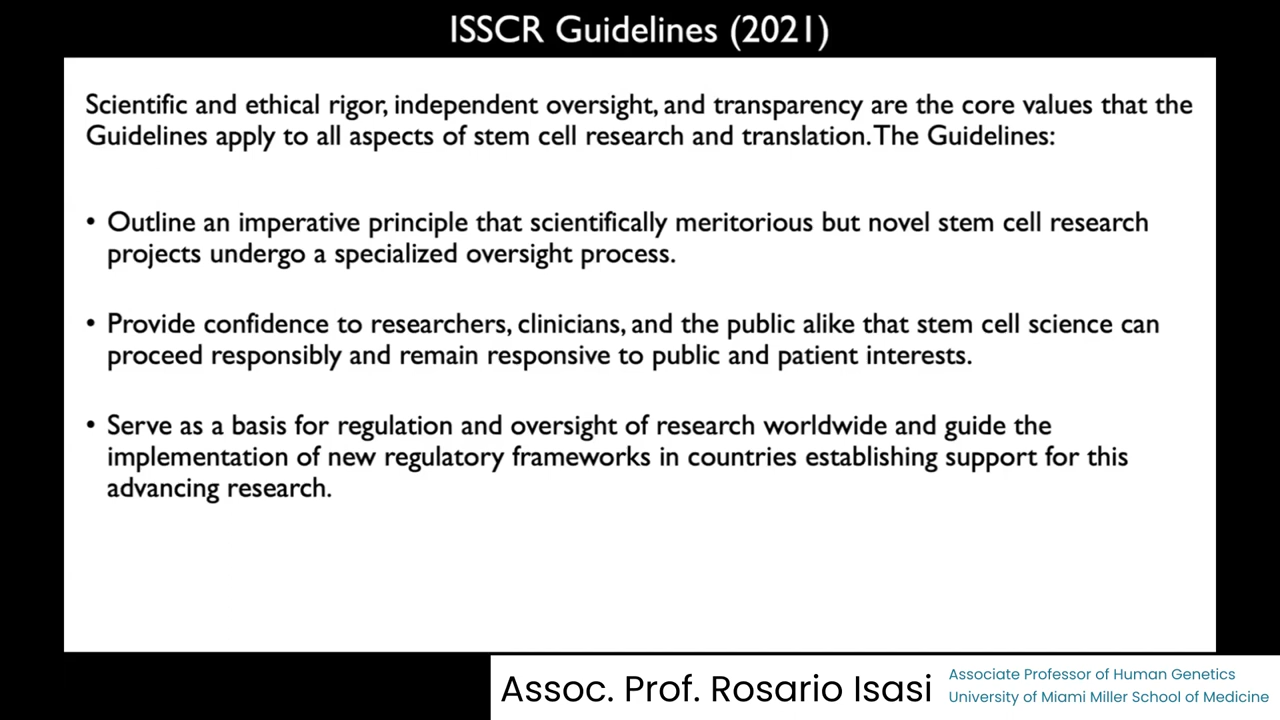 ISSCR Guidelines (2021)
Scientific and ethical rigor, independent oversight, and transparency are the core values that the
Guidelines apply to all aspects of stem cell research and translation. The Guidelines:
• Outline an imperative principle that scientifically meritorious but novel stem cell research
projects undergo a specialized oversight process.
• Provide confidence to researchers, clinicians, and the public alike that stem cell science can
proceed responsibly and remain responsive to public and patient interests.
• Serve as a basis for regulation and oversight of research worldwide and guide the
implementation of new regulatory frameworks in countries establishing support for this
advancing research.
Assoc. Prof. Rosario Isasi
Associate Professor of Human Genetics
University of Miami Miller School of Medicine